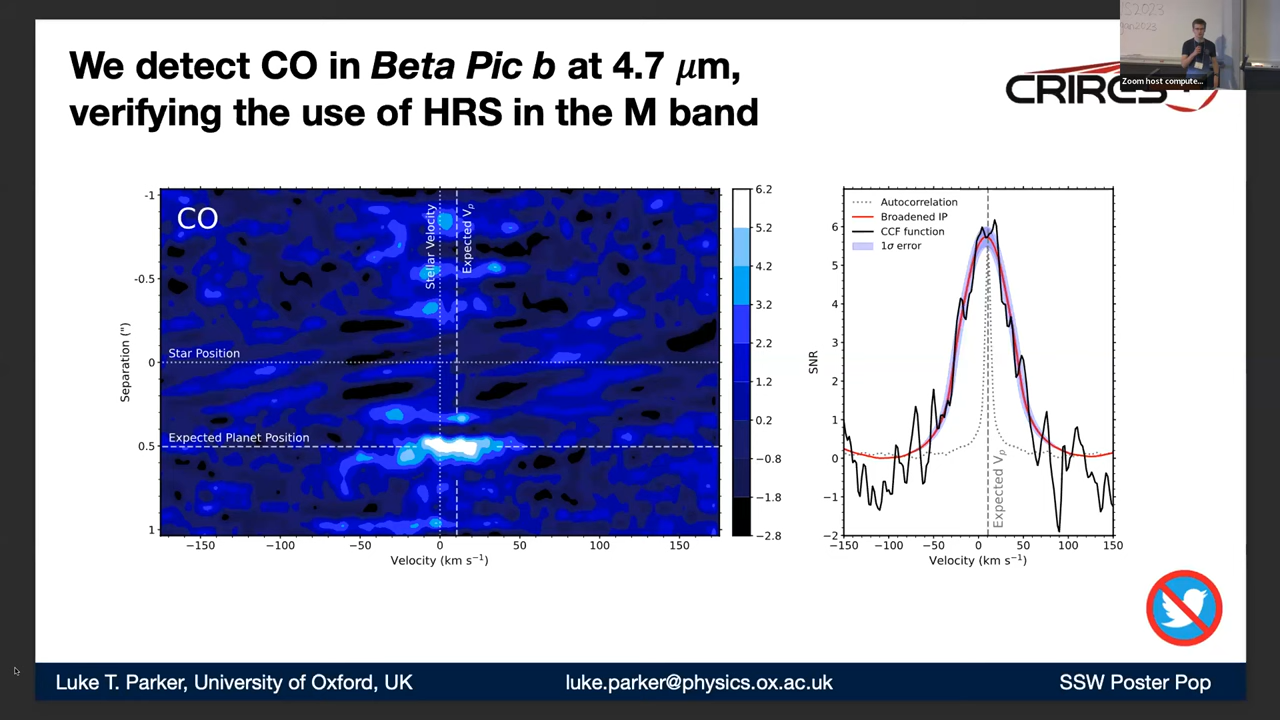 We detect CO in Beta Pic b at 4.7 μm,
verifying the use of HRS in the M band
Zoom host compute...
CO
Stellar Velocity
Expected Vp
Star Position
Expected Planet Position
Separation (")
-1
-0.5
0
0.5
1
−150
−100
−50
0
50
100
150
Velocity (km s⁻¹)
6.2
5.2
4.2
3.2
2.2
1.2
0.2
−0.8
−1.8
−2.8
Autocorrelation
Broadened IP
CCF function
1σ error
SNR
6
5
4
3
2
1
0
−1
−2
Expected Vp
−150
−100
−50
0
50
100
150
Velocity (km s⁻¹)
Luke T. Parker, University of Oxford, UK
luke.parker@physics.ox.ac.uk
SSW Poster Pop